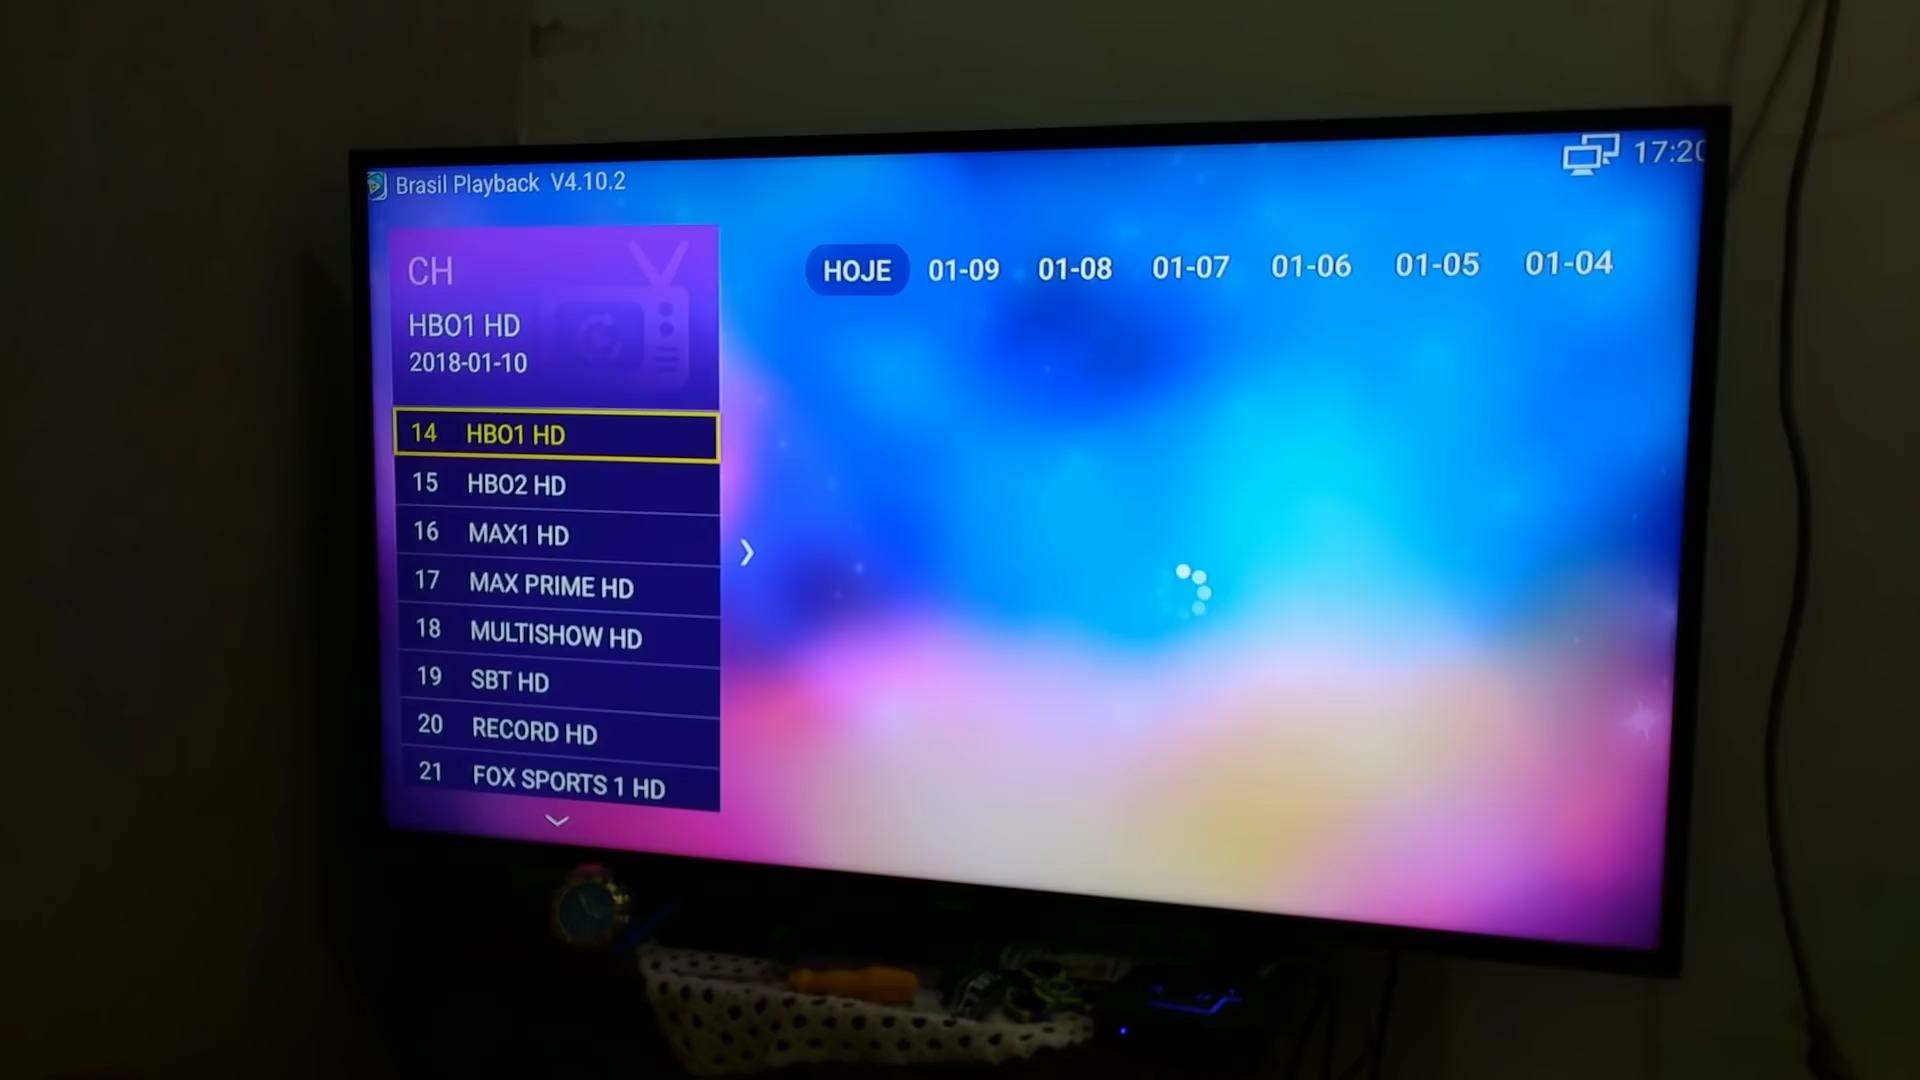 Brasil Playback V4.10.2
17:20
CH
HBO1 HD
2018-01-10
HOJE 01-09 01-08 01-07 01-06 01-05 01-04
14 HBO1 HD
15 HBO2 HD
16 MAX1 HD
17 MAX PRIME HD
18 MULTISHOW HD
19 SBT HD
20 RECORD HD
21 FOX SPORTS 1 HD